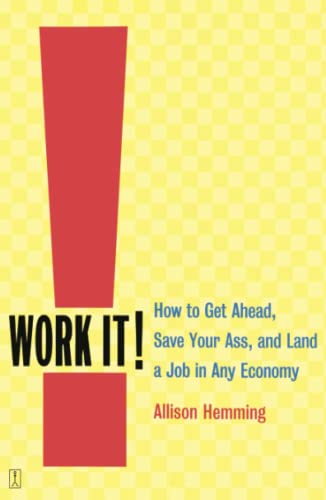 WORK IT!
How to Get Ahead,
Save Your Ass, and Land
a Job in Any Economy
Allison Hemming